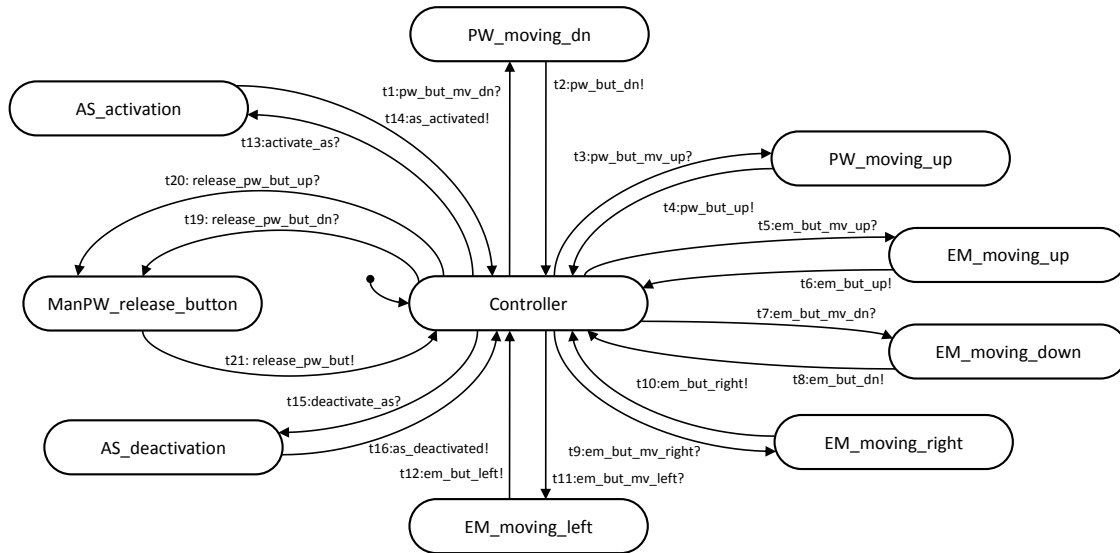 PW_moving_dn
AS_activation
t1:pw_but_mv_dn?
t2:pw_but_dn!
t14:as_activated!
t13:activate_as?
t3:pw_but_mv_up?
PW_moving_up
t20: release_pw_but_up?
t4:pw_but_up!
t19: release_pw_but_dn?
t5:em_but_mv_up?
EM_moving_up
t6:em_but_up!
ManPW_release_button
Controller
t7:em_but_mv_dn?
EM_moving_down
t21: release_pw_but!
t8:em_but_dn!
t10:em_but_right!
t15:deactivate_as?
AS_deactivation
EM_moving_right
t16:as_deactivated!
t9:em_but_mv_right?
t12:em_but_left!
t11:em_but_mv_left?
EM_moving_left